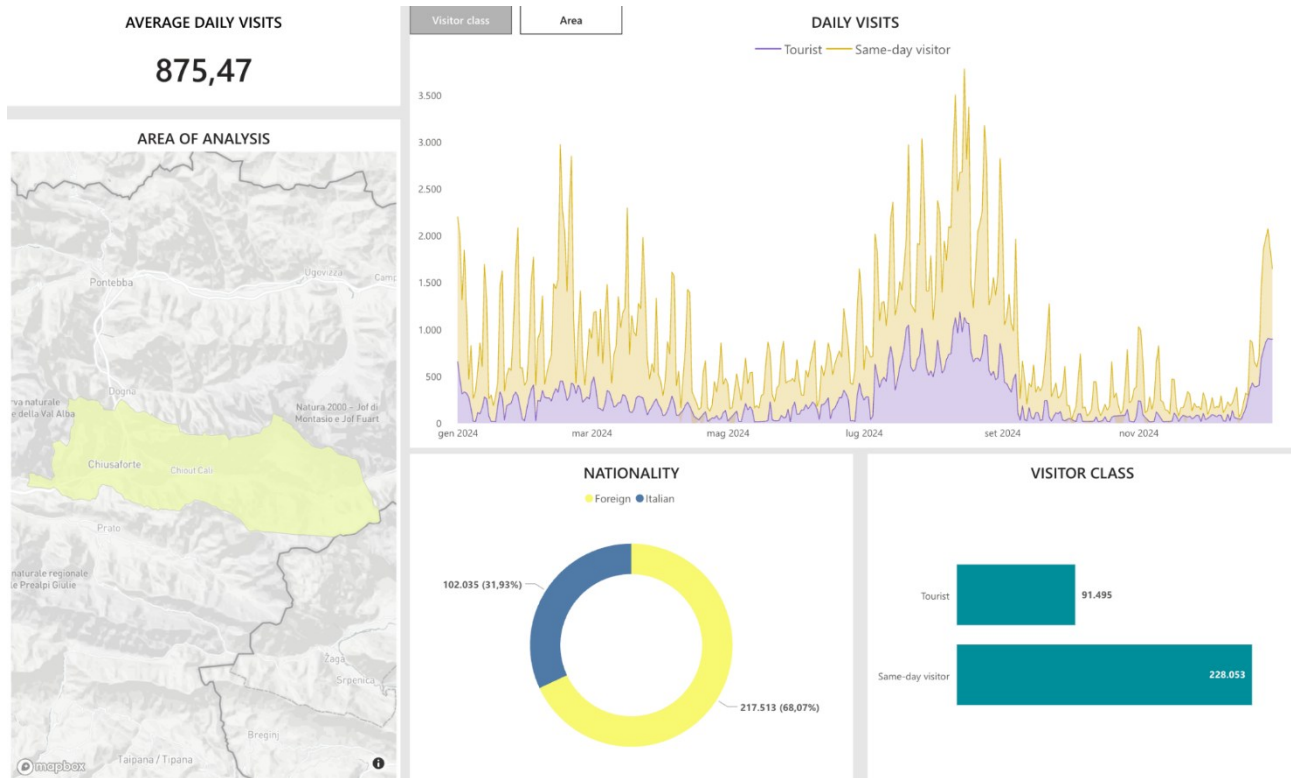 AVERAGE DAILY VISITS
875,47
AREA OF ANALYSIS
Pontebba
Ugovizza
Camp
Dogna
rva naturale
e della Val Alba
Natura 2000 – Jof di
Montasio e Jof Fuart
Chiusaforte
Chiout Cali
Prato
naturale regionale
le Prealpi Giulie
Žaga
Srpenica
Breginj
Taipana / Tipana
mapbox
Visitor class
Area
DAILY VISITS
Tourist
Same-day visitor
3.500
3.000
2.500
2.000
1.500
1.000
500
0
gen 2024
mar 2024
mag 2024
lug 2024
set 2024
nov 2024
NATIONALITY
Foreign
Italian
102.035 (31,93%)
217.513 (68,07%)
VISITOR CLASS
Tourist
91.495
Same-day visitor
228.053